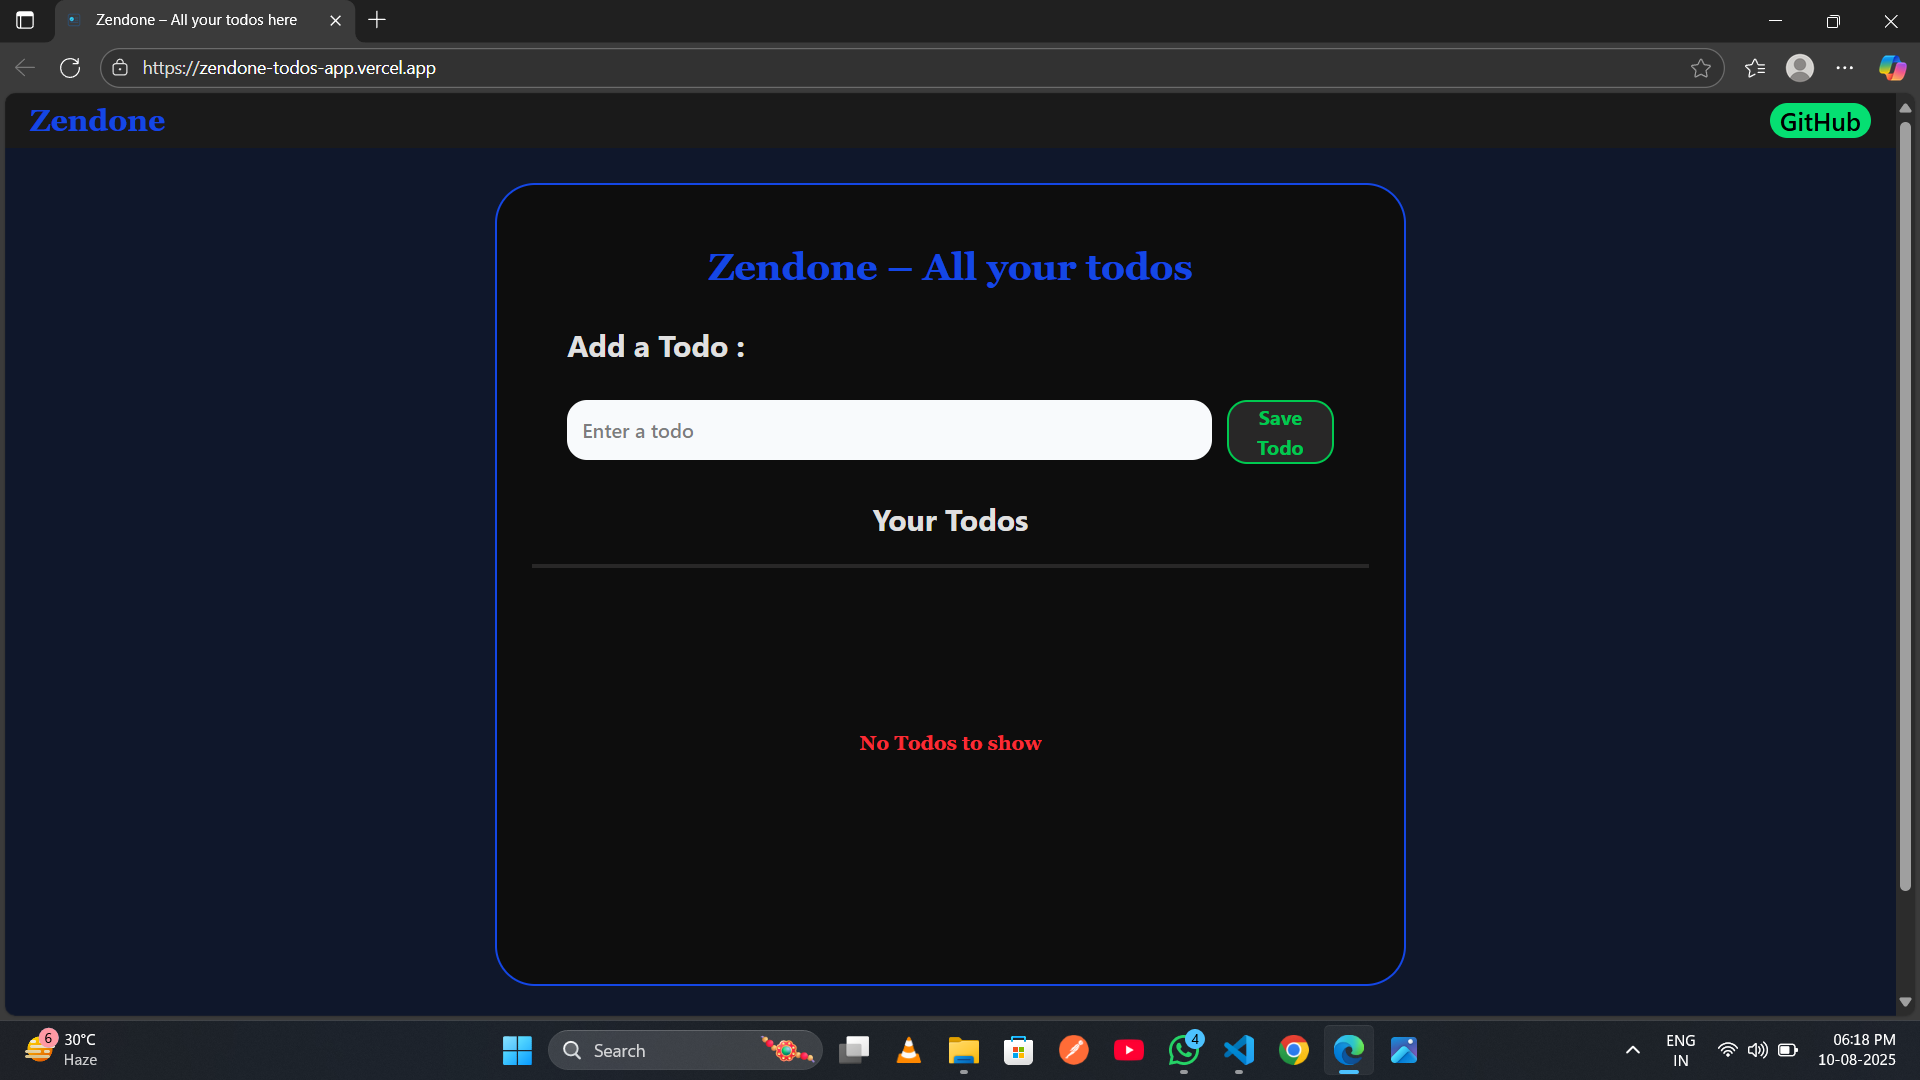 Zendone – All your todos here
https://zendone-todos-app.vercel.app
Zendone
GitHub
Zendone – All your todos
Add a Todo :
Enter a todo
Save
Todo
Your Todos
No Todos to show
6
30°C
Haze
Search
4
ENG
IN
06:18 PM
10-08-2025